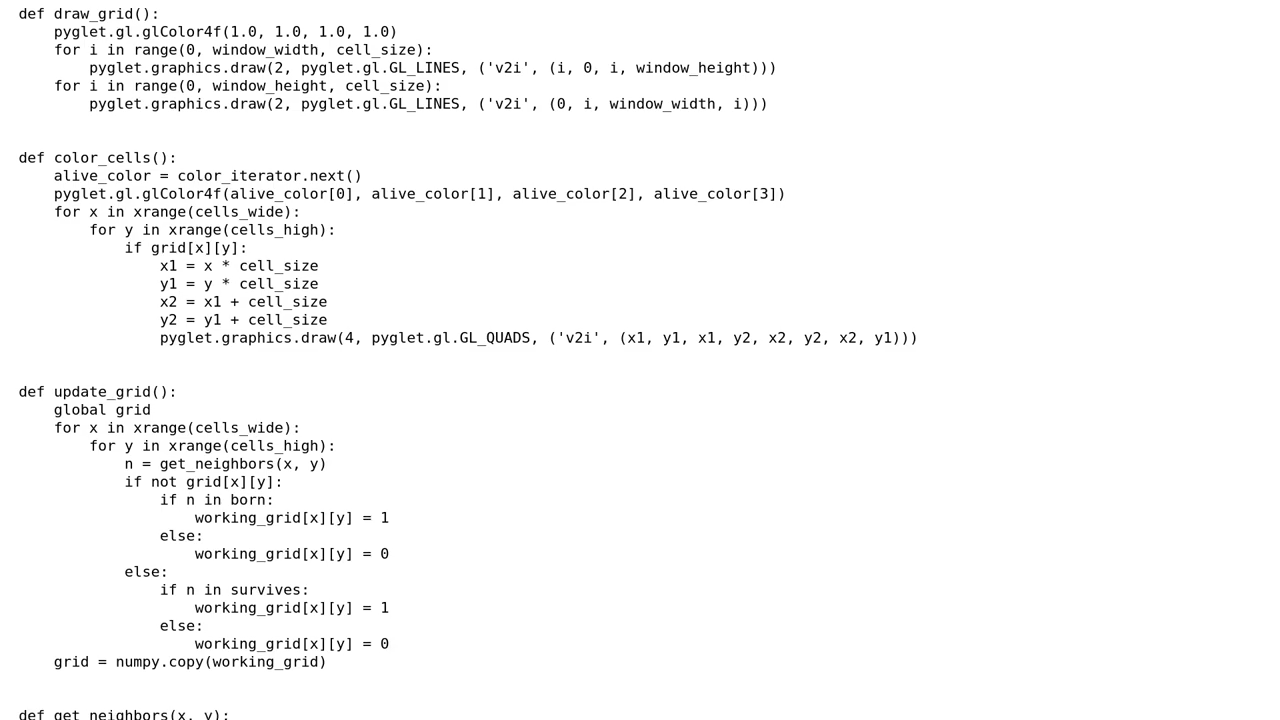 def draw_grid():
    pyglet.gl.glColor4f(1.0, 1.0, 1.0, 1.0)
    for i in range(0, window_width, cell_size):
        pyglet.graphics.draw(2, pyglet.gl.GL_LINES, ('v2i', (i, 0, i, window_height)))
    for i in range(0, window_height, cell_size):
        pyglet.graphics.draw(2, pyglet.gl.GL_LINES, ('v2i', (0, i, window_width, i)))


def color_cells():
    alive_color = color_iterator.next()
    pyglet.gl.glColor4f(alive_color[0], alive_color[1], alive_color[2], alive_color[3])
    for x in xrange(cells_wide):
        for y in xrange(cells_high):
            if grid[x][y]:
                x1 = x * cell_size
                y1 = y * cell_size
                x2 = x1 + cell_size
                y2 = y1 + cell_size
                pyglet.graphics.draw(4, pyglet.gl.GL_QUADS, ('v2i', (x1, y1, x1, y2, x2, y2, x2, y1)))


def update_grid():
    global grid
    for x in xrange(cells_wide):
        for y in xrange(cells_high):
            n = get_neighbors(x, y)
            if not grid[x][y]:
                if n in born:
                    working_grid[x][y] = 1
                else:
                    working_grid[x][y] = 0
            else:
                if n in survives:
                    working_grid[x][y] = 1
                else:
                    working_grid[x][y] = 0
    grid = numpy.copy(working_grid)


def get_neighbors(x, y):